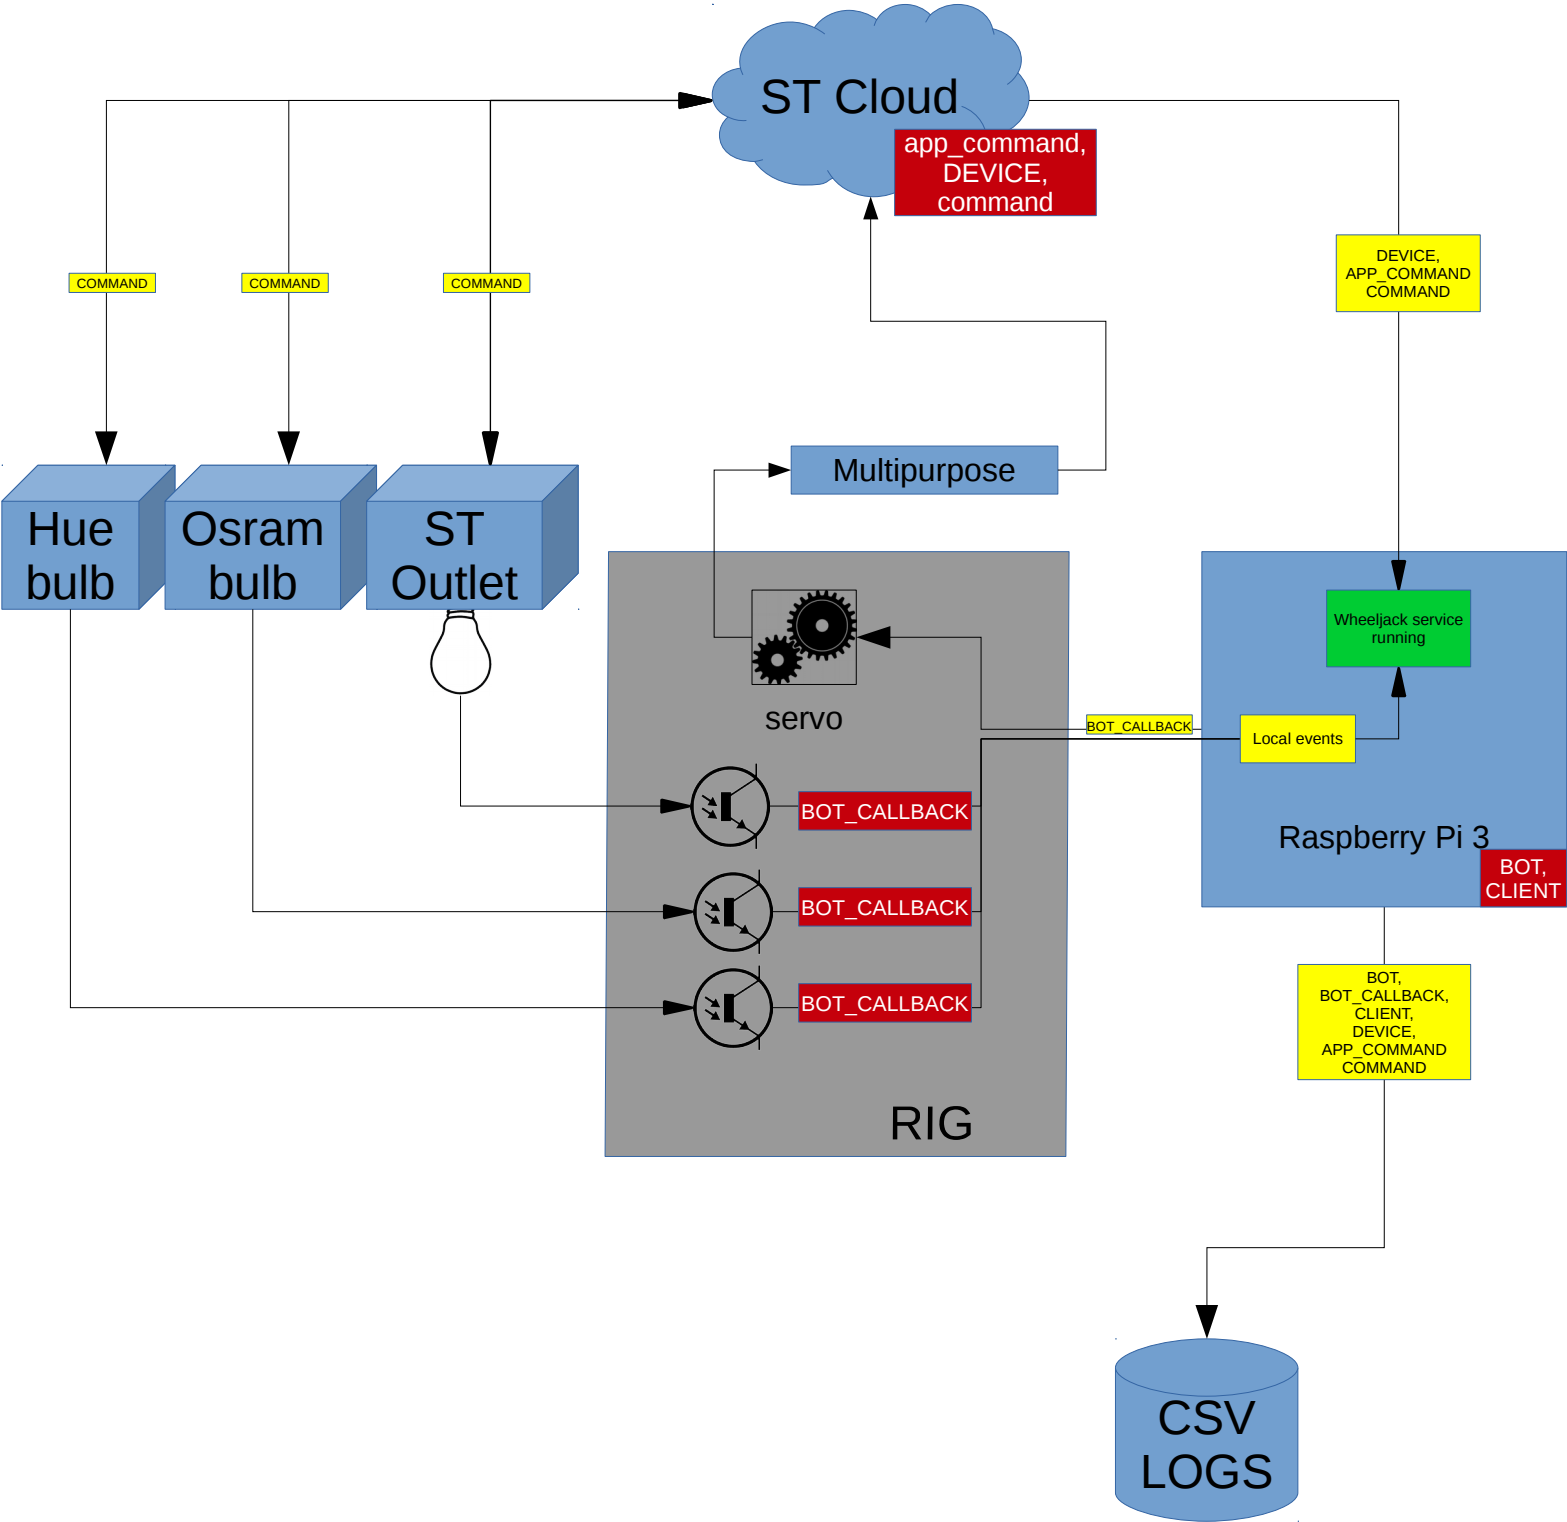 ST Cloud
app_command,
DEVICE,
command
DEVICE,
APP_COMMAND
COMMAND
COMMAND
COMMAND
COMMAND
Multipurpose
Hue
bulb
Osram
bulb
ST
Outlet
Wheeljack service
running
servo
BOT_CALLBACK
Local events
BOT_CALLBACK
Raspberry Pi 3
BOT,
CLIENT
BOT_CALLBACK
BOT_CALLBACK
BOT,
BOT_CALLBACK,
CLIENT,
DEVICE,
APP_COMMAND
COMMAND
RIG
CSV
LOGS